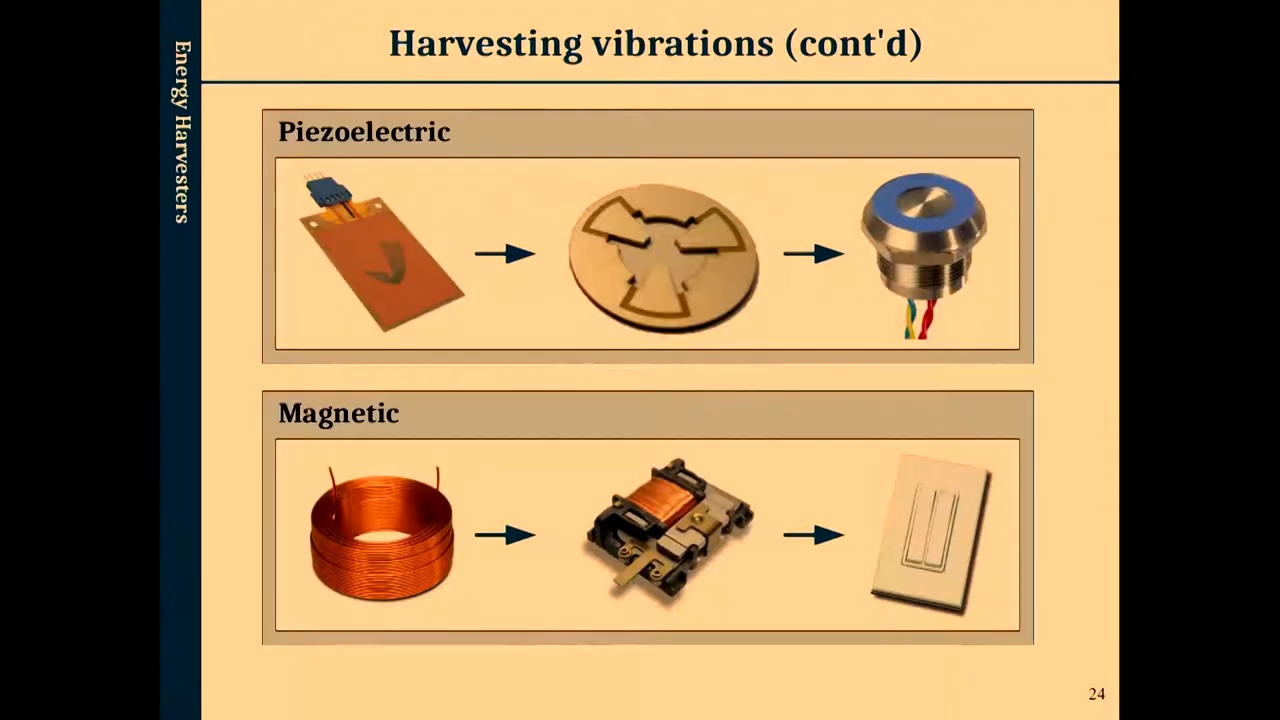 Harvesting vibrations (cont'd)
Energy Harvesters
Piezoelectric
Magnetic
24